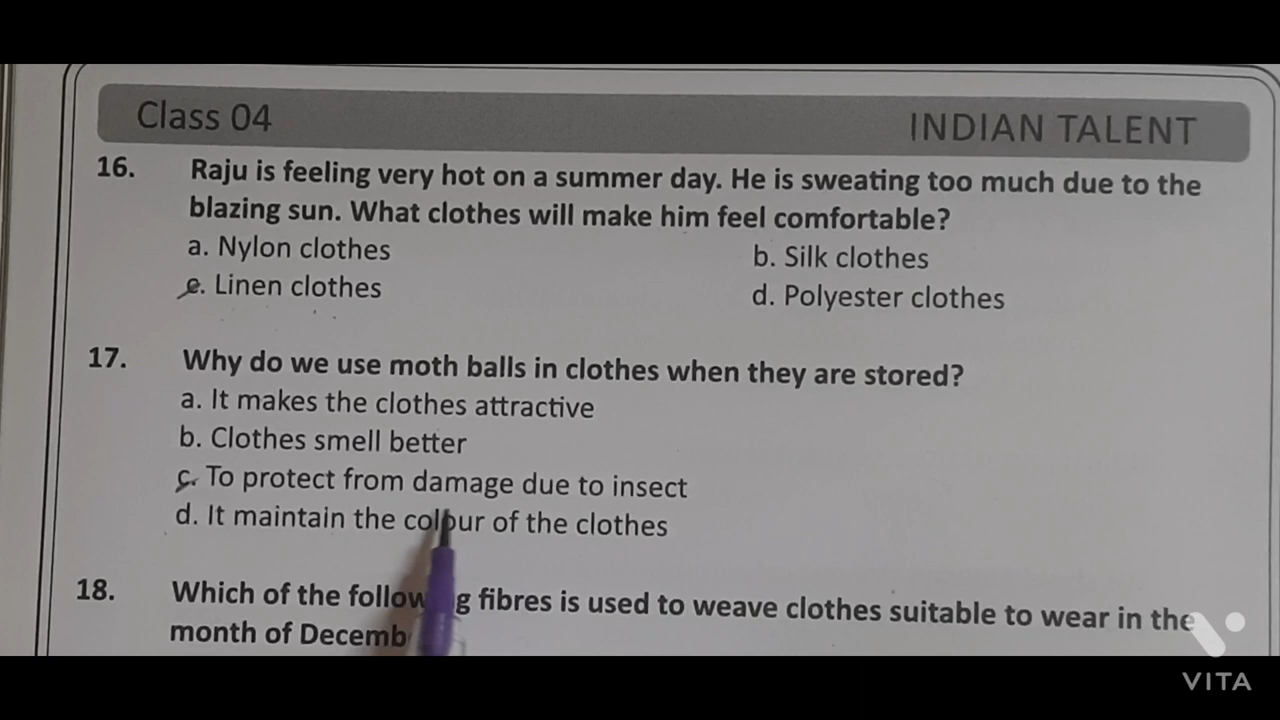 Class 04
INDIAN TALENT
16. Raju is feeling very hot on a summer day. He is sweating too much due to the
blazing sun. What clothes will make him feel comfortable?
a. Nylon clothes
b. Silk clothes
c. Linen clothes
d. Polyester clothes
17. Why do we use moth balls in clothes when they are stored?
a. It makes the clothes attractive
b. Clothes smell better
c. To protect from damage due to insect
d. It maintain the colour of the clothes
18. Which of the following fibres is used to weave clothes suitable to wear in the
month of Decemb
VITA